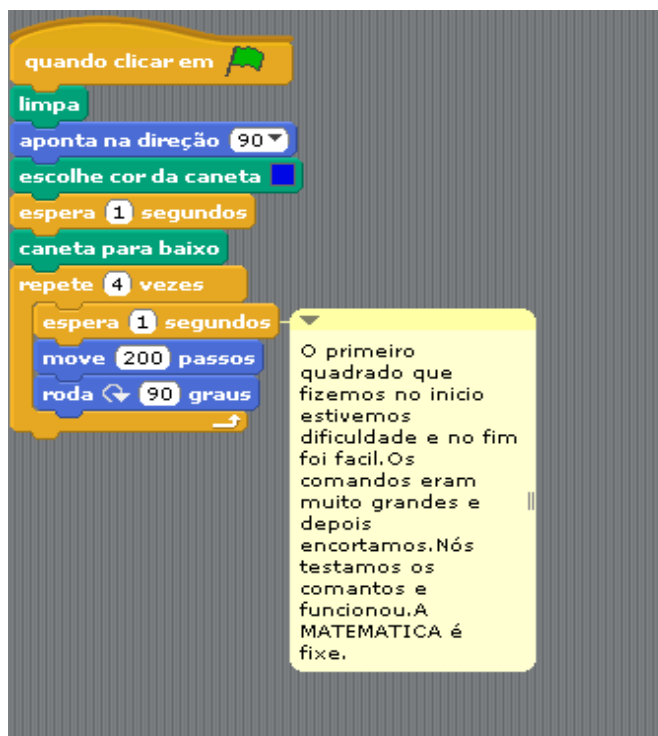 quando clicar em
limpa
aponta na direção 90
escolhe cor da caneta
espera 1 segundos
caneta para baixo
repete 4 vezes
espera 1 segundos
move 200 passos
roda 90 graus
O primeiro
quadrado que
fizemos no inicio
estivemos
dificuldade e no fim
foi facil.Os
comandos eram
muito grandes e
depois
encortamos.Nós
testamos os
comantos e
funcionou.A
MATEMATICA é
fixe.